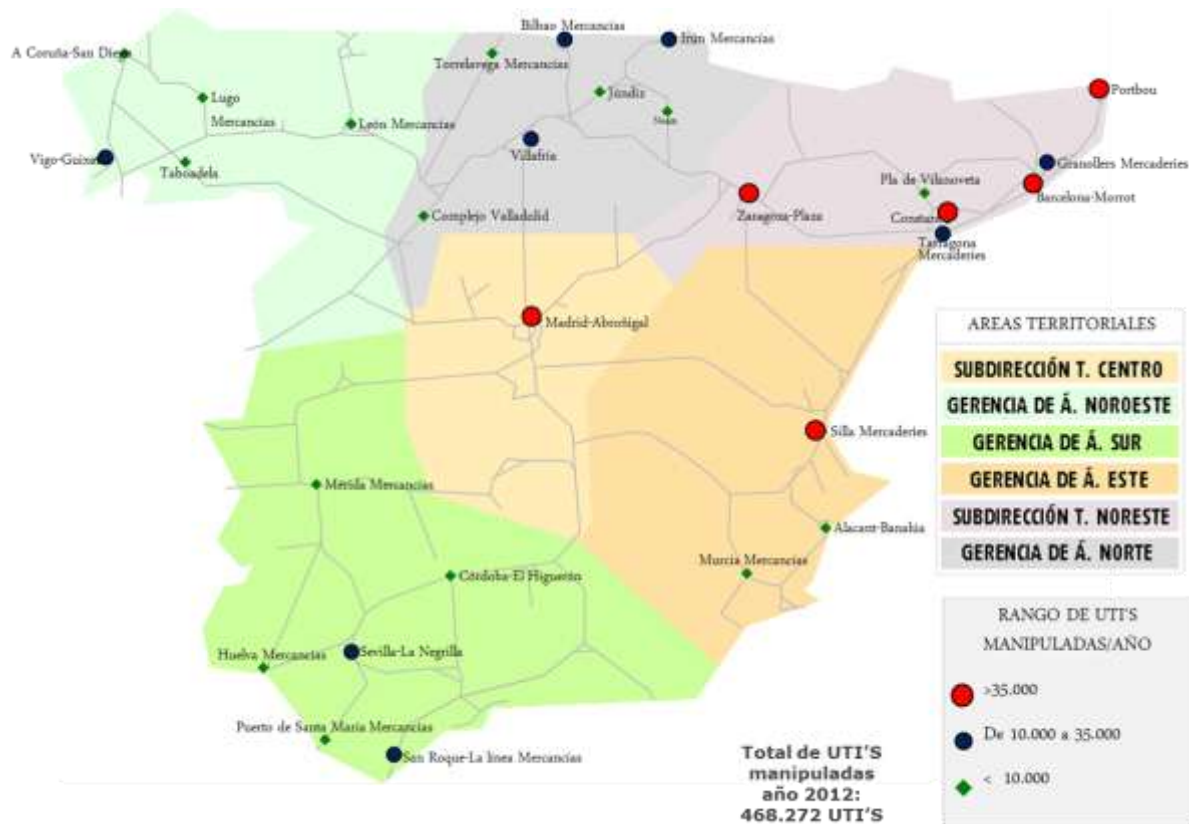 Bilbao Mercancías
Irún Mercancías
A Coruña-San Diego
Torrelavega Mercancías
Portbou
Lugo
Mercancías
Júndiz
León Mercancías
Villafría
Vigo-Guixar
Taboadela
Granollers Mercaderies
Pla de Vilanoveta
Barcelona-Morrot
Complejo Valladolid
Zaragoza-Plaza
Constantí
Tarragona
Mercaderies
Madrid-Abroñigal
AREAS TERRITORIALES
SUBDIRECCIÓN T. CENTRO
GERENCIA DE Á. NOROESTE
GERENCIA DE Á. SUR
GERENCIA DE Á. ESTE
SUBDIRECCIÓN T. NORESTE
GERENCIA DE Á. NORTE
Silla Mercaderies
Mérida Mercancías
Alacant-Benalúa
Murcia Mercancías
Córdoba-El Higuerón
Huelva Mercancías
Sevilla-La Negrilla
Puerto de Santa María Mercancías
San Roque-La línea Mercancías
RANGO DE UTI'S
MANIPULADAS/AÑO
>35.000
De 10.000 a 35.000
< 10.000
Total de UTI'S
manipuladas
año 2012:
468.272 UTI'S